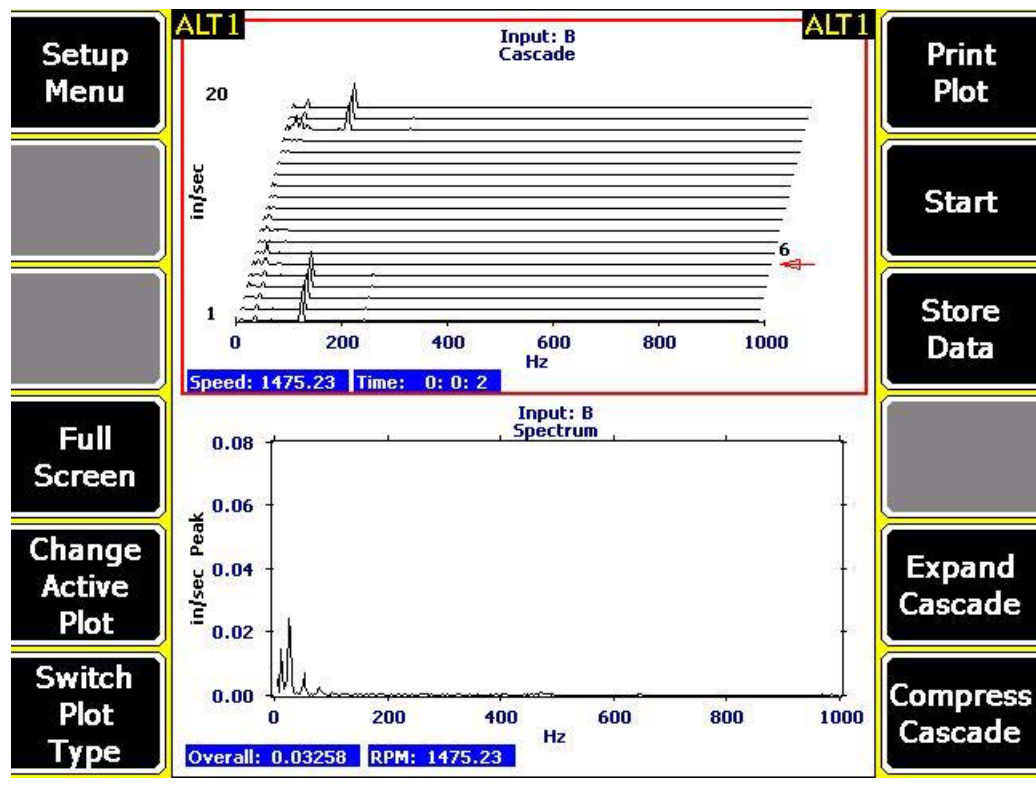 Setup
Menu
Full
Screen
Change
Active
Plot
Switch
Plot
Type
ALT1
Input: B
Cascade
ALT1
20
in/sec
6
1
0 200 400 600 800 1000
Hz
Speed: 1475.23 Time: 0: 0: 2
Input: B
Spectrum
0.08
0.06
0.04
0.02
0.00
in/sec Peak
0 200 400 600 800 1000
Hz
Overall: 0.03258 RPM: 1475.23
Print
Plot
Start
Store
Data
Expand
Cascade
Compress
Cascade